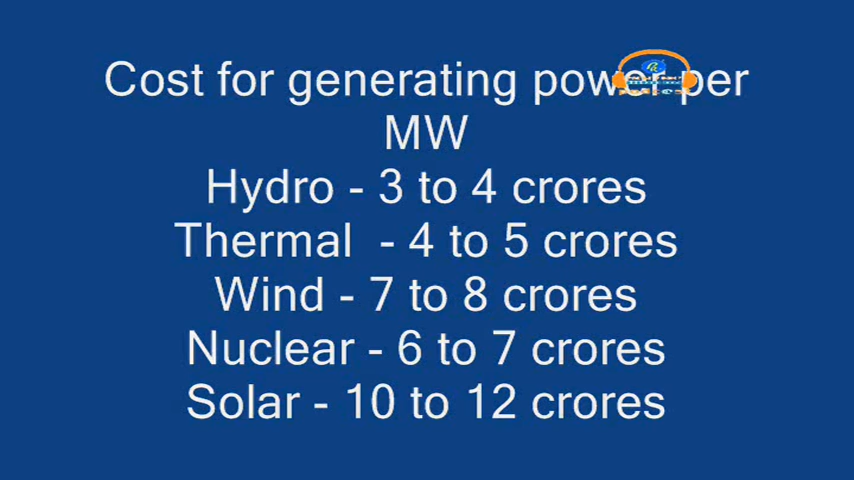 Cost for generating power per
MW
Hydro - 3 to 4 crores
Thermal - 4 to 5 crores
Wind - 7 to 8 crores
Nuclear - 6 to 7 crores
Solar - 10 to 12 crores